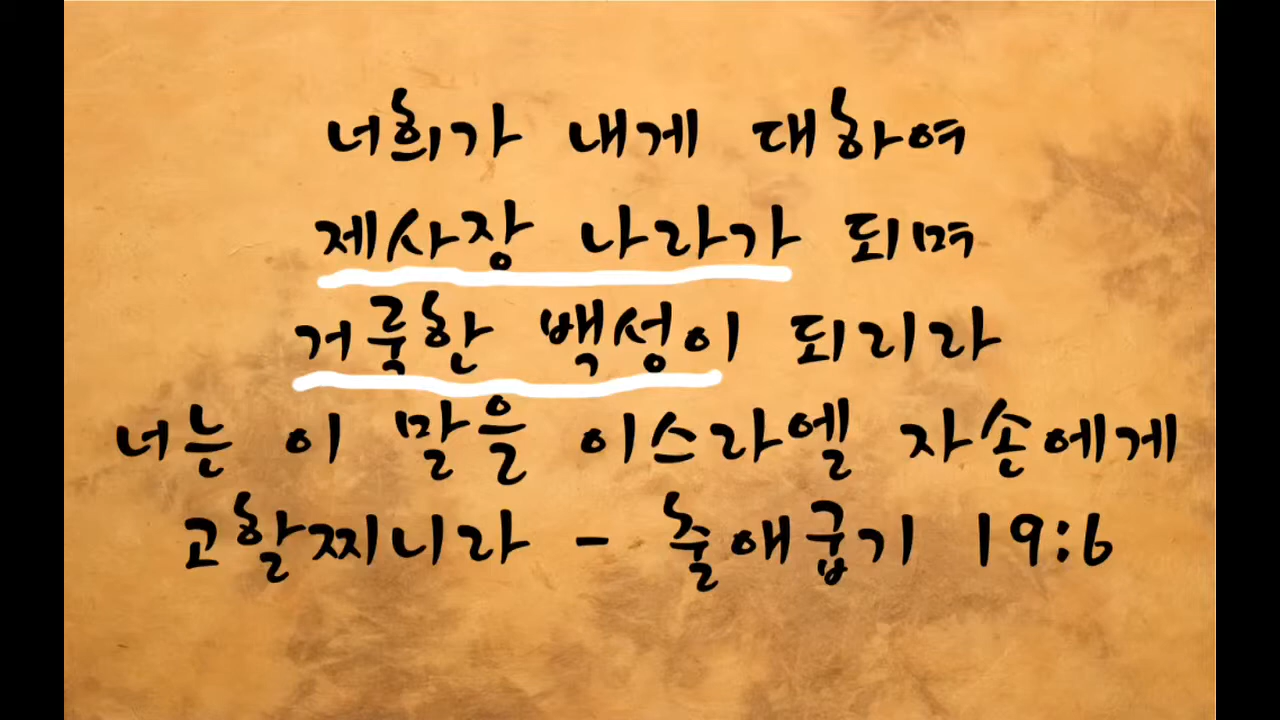 너희가 내게 대하여
제사장 나라가 되며
거룩한 백성이 되리라
너는 이 말을 이스라엘 자손에게
고할찌니라 - 출애굽기 19:6